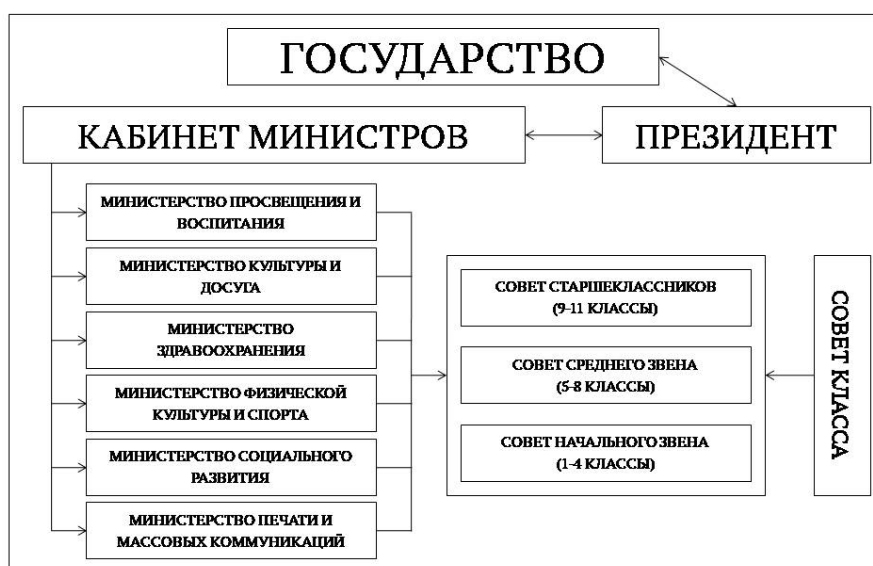 ГОСУДАРСТВО
КАБИНЕТ МИНИСТРОВ
ПРЕЗИДЕНТ
МИНИСТЕРСТВО ПРОСВЕЩЕНИЯ И
ВОСПИТАНИЯ
МИНИСТЕРСТВО КУЛЬТУРЫ И
ДОСУГА
МИНИСТЕРСТВО
ЗДРАВООХРАНЕНИЯ
МИНИСТЕРСТВО ФИЗИЧЕСКОЙ
КУЛЬТУРЫ И СПОРТА
МИНИСТЕРСТВО СОЦИАЛЬНОГО
РАЗВИТИЯ
МИНИСТЕРСТВО ПЕЧАТИ И
МАССОВЫХ КОММУНИКАЦИЙ
СОВЕТ СТАРШЕКЛАССНИКОВ
(9-11 КЛАССЫ)
СОВЕТ СРЕДНЕГО ЗВЕНА
(5-8 КЛАССЫ)
СОВЕТ НАЧАЛЬНОГО ЗВЕНА
(1-4 КЛАССЫ)
СОВЕТ КЛАССА